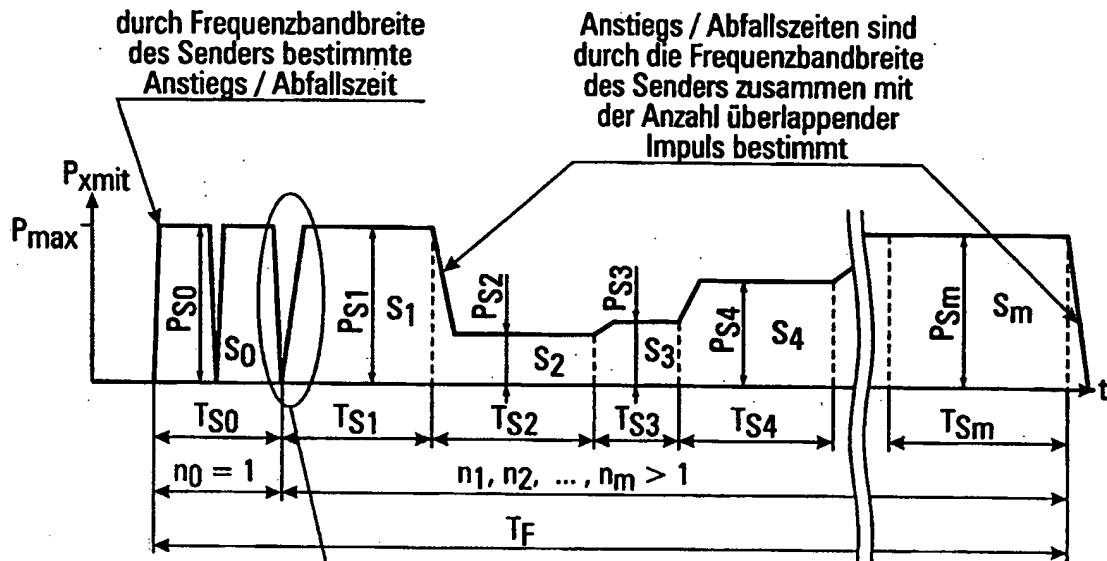 durch Frequenzbandbreite
des Senders bestimmte
Anstiegs / Abfallszeit
Anstiegs / Abfallszeiten sind
durch die Frequenzbandbreite
des Senders zusammen mit
der Anzahl überlappender
Impuls bestimmt
Pxmit
Pmax
PS0
S0
PS1
S1
PS2
S2
PS3
S3
PS4
S4
PSm
Sm
t
TS0
TS1
TS2
TS3
TS4
TSm
n0 = 1
n1, n2, ..., nm > 1
TF